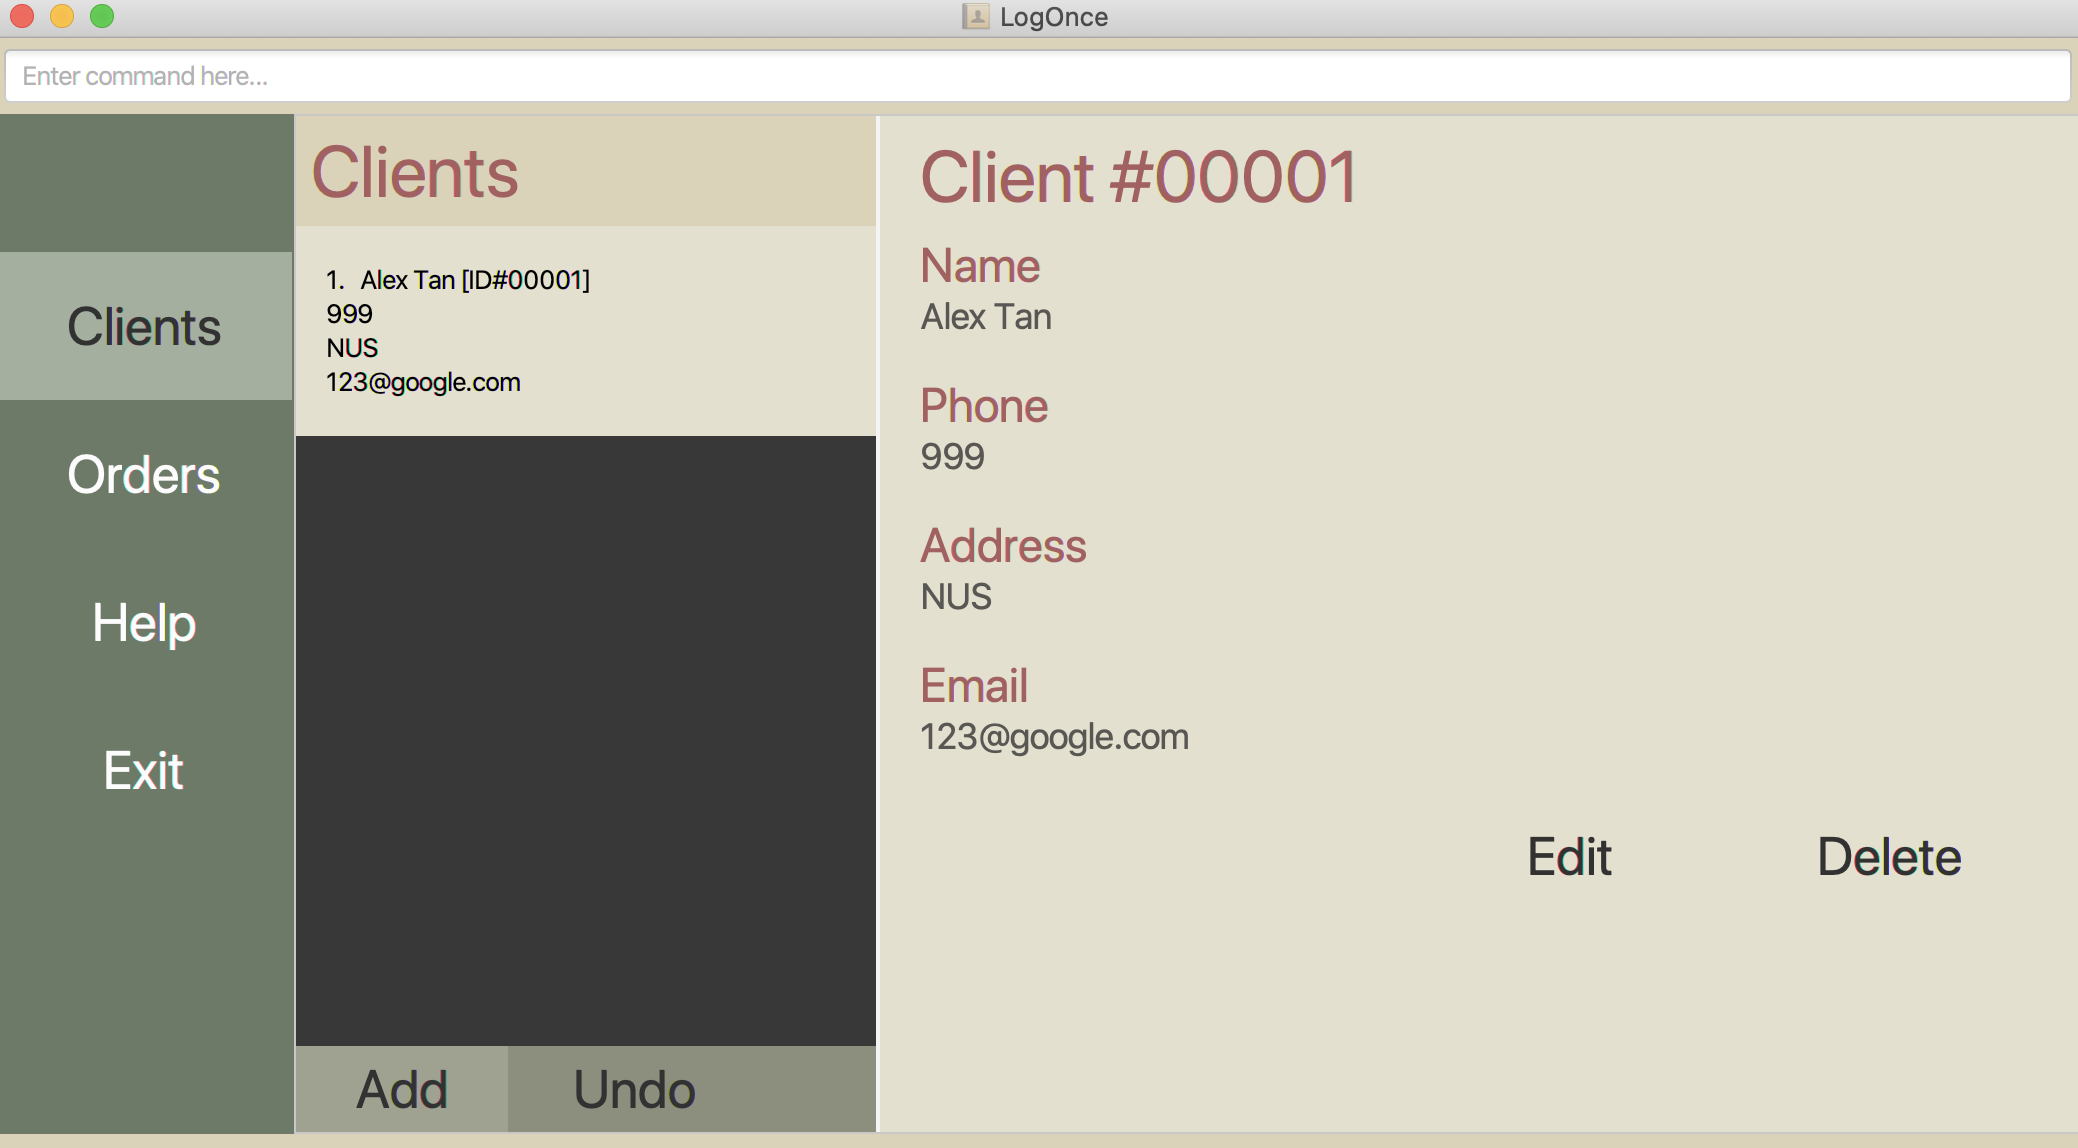 LogOnce
Enter command here...
Clients
Orders
Help
Exit
Clients
1. Alex Tan [ID#00001]
999
NUS
123@google.com
Add Undo
Client #00001
Name
Alex Tan
Phone
999
Address
NUS
Email
123@google.com
Edit Delete